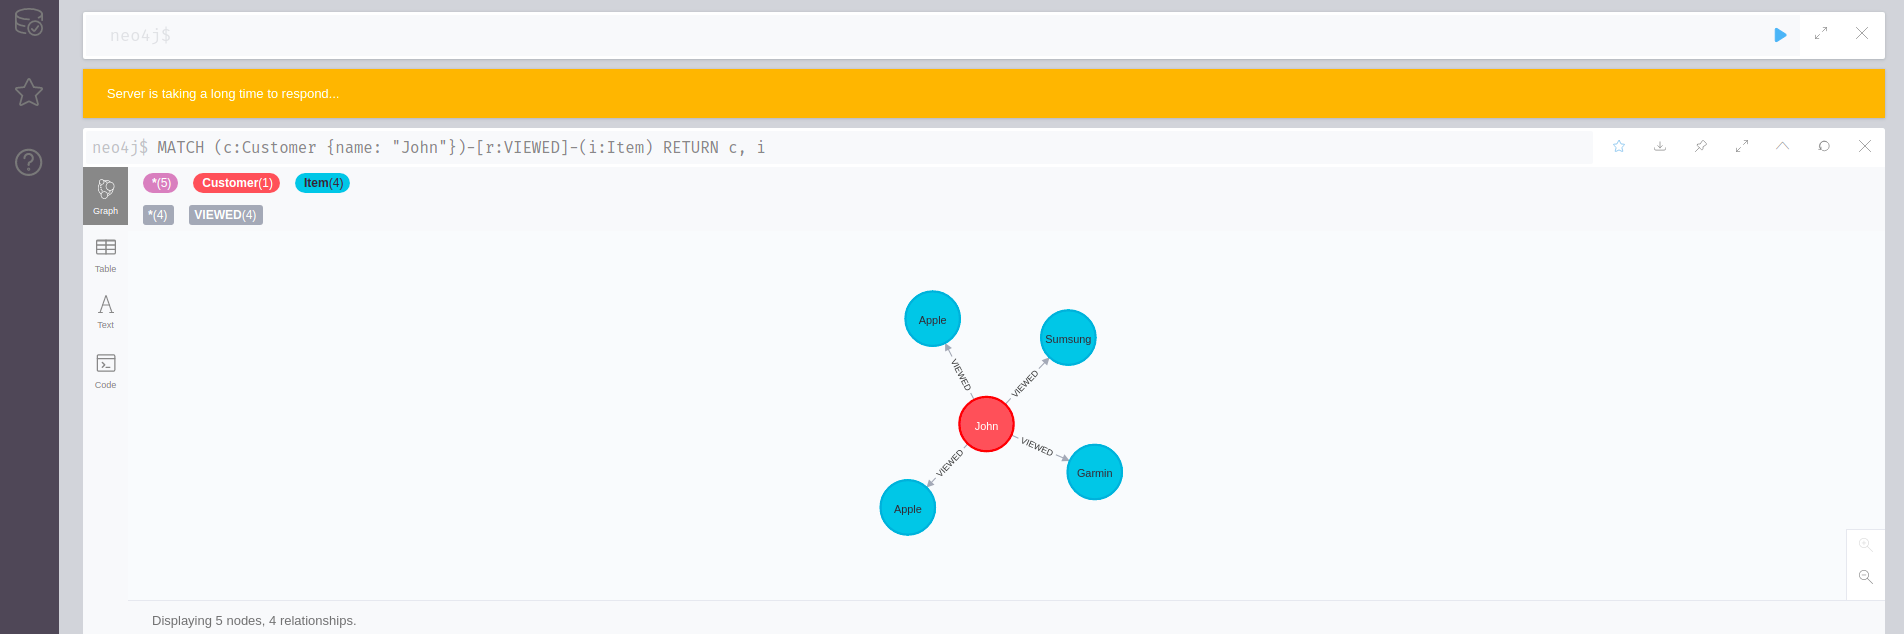 neo4j$
Server is taking a long time to respond...
neo4j$ MATCH (c:Customer {name: "John"})-[r:VIEWED]-(i:Item) RETURN c, i
Graph
*(5) Customer(1) Item(4)
*(4) VIEWED(4)
Table
Text
Code
Apple
Sumsung
VIEWED
VIEWED
John
VIEWED
VIEWED
Garmin
Apple
Displaying 5 nodes, 4 relationships.